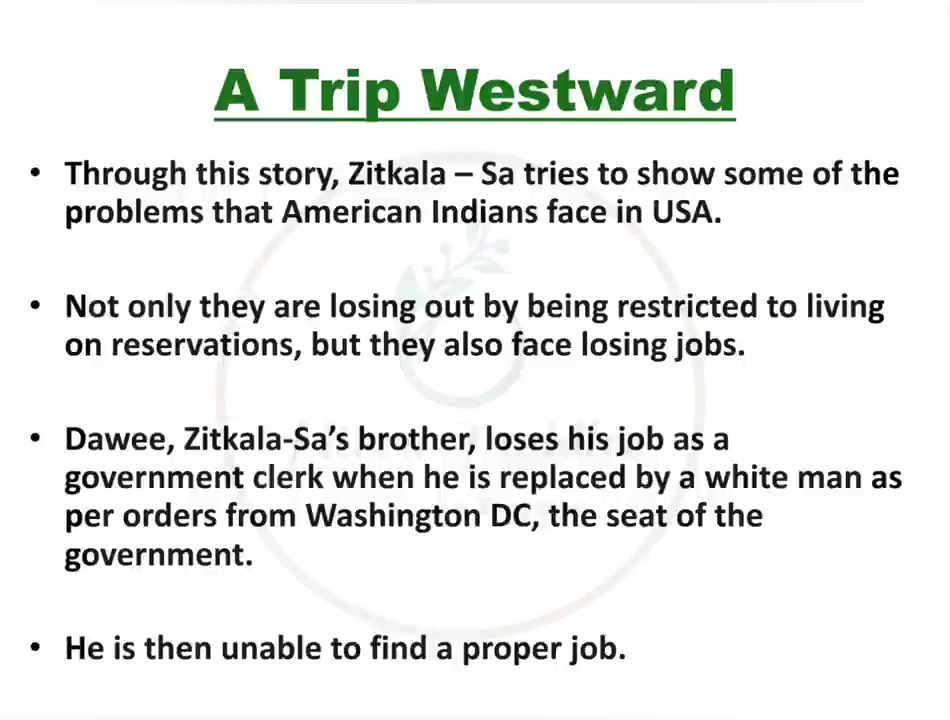 A Trip Westward
• Through this story, Zitkala – Sa tries to show some of the
problems that American Indians face in USA.
• Not only they are losing out by being restricted to living
on reservations, but they also face losing jobs.
• Dawee, Zitkala-Sa’s brother, loses his job as a
government clerk when he is replaced by a white man as
per orders from Washington DC, the seat of the
government.
• He is then unable to find a proper job.